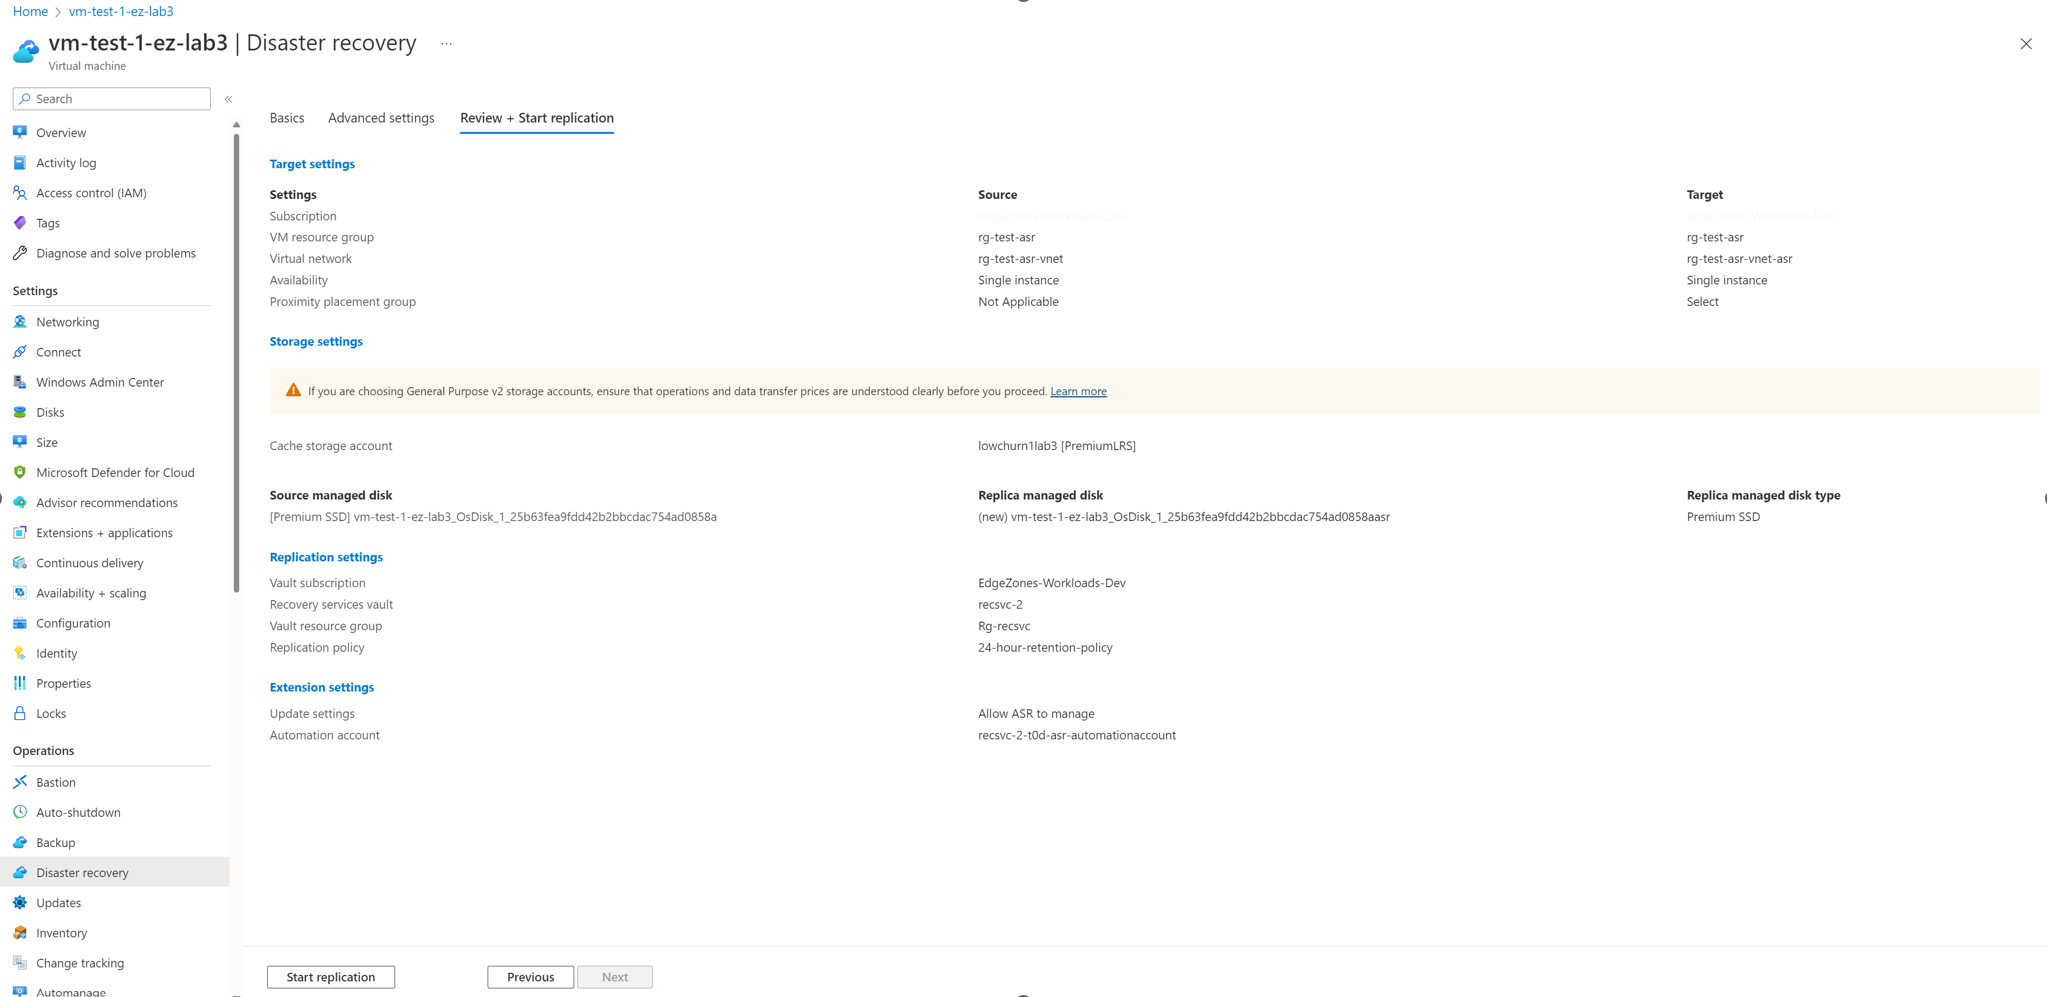 Home > vm-test-1-ez-lab3
vm-test-1-ez-lab3 | Disaster recovery ...
Virtual machine
Search «
Overview
Activity log
Access control (IAM)
Tags
Diagnose and solve problems
Settings
Networking
Connect
Windows Admin Center
Disks
Size
Microsoft Defender for Cloud
Advisor recommendations
Extensions + applications
Continuous delivery
Availability + scaling
Configuration
Identity
Properties
Locks
Operations
Bastion
Auto-shutdown
Backup
Disaster recovery
Updates
Inventory
Change tracking
Automanage
Basics Advanced settings Review + Start replication
Target settings
Settings Source Target
Subscription EdgeZones-Workloads-Dev EdgeZones-Workloads-Dev
VM resource group rg-test-asr rg-test-asr
Virtual network rg-test-asr-vnet rg-test-asr-vnet-asr
Availability Single instance Single instance
Proximity placement group Not Applicable Select
Storage settings
If you are choosing General Purpose v2 storage accounts, ensure that operations and data transfer prices are understood clearly before you proceed. Learn more
Cache storage account lowchurn1lab3 [PremiumLRS]
Source managed disk Replica managed disk Replica managed disk type
[Premium SSD] vm-test-1-ez-lab3_OsDisk_1_25b63fea9fdd42b2bbcdac754ad0858a (new) vm-test-1-ez-lab3_OsDisk_1_25b63fea9fdd42b2bbcdac754ad0858aasr Premium SSD
Replication settings
Vault subscription EdgeZones-Workloads-Dev
Recovery services vault recsvc-2
Vault resource group Rg-recsvc
Replication policy 24-hour-retention-policy
Extension settings
Update settings Allow ASR to manage
Automation account recsvc-2-t0d-asr-automationaccount
Start replication Previous Next